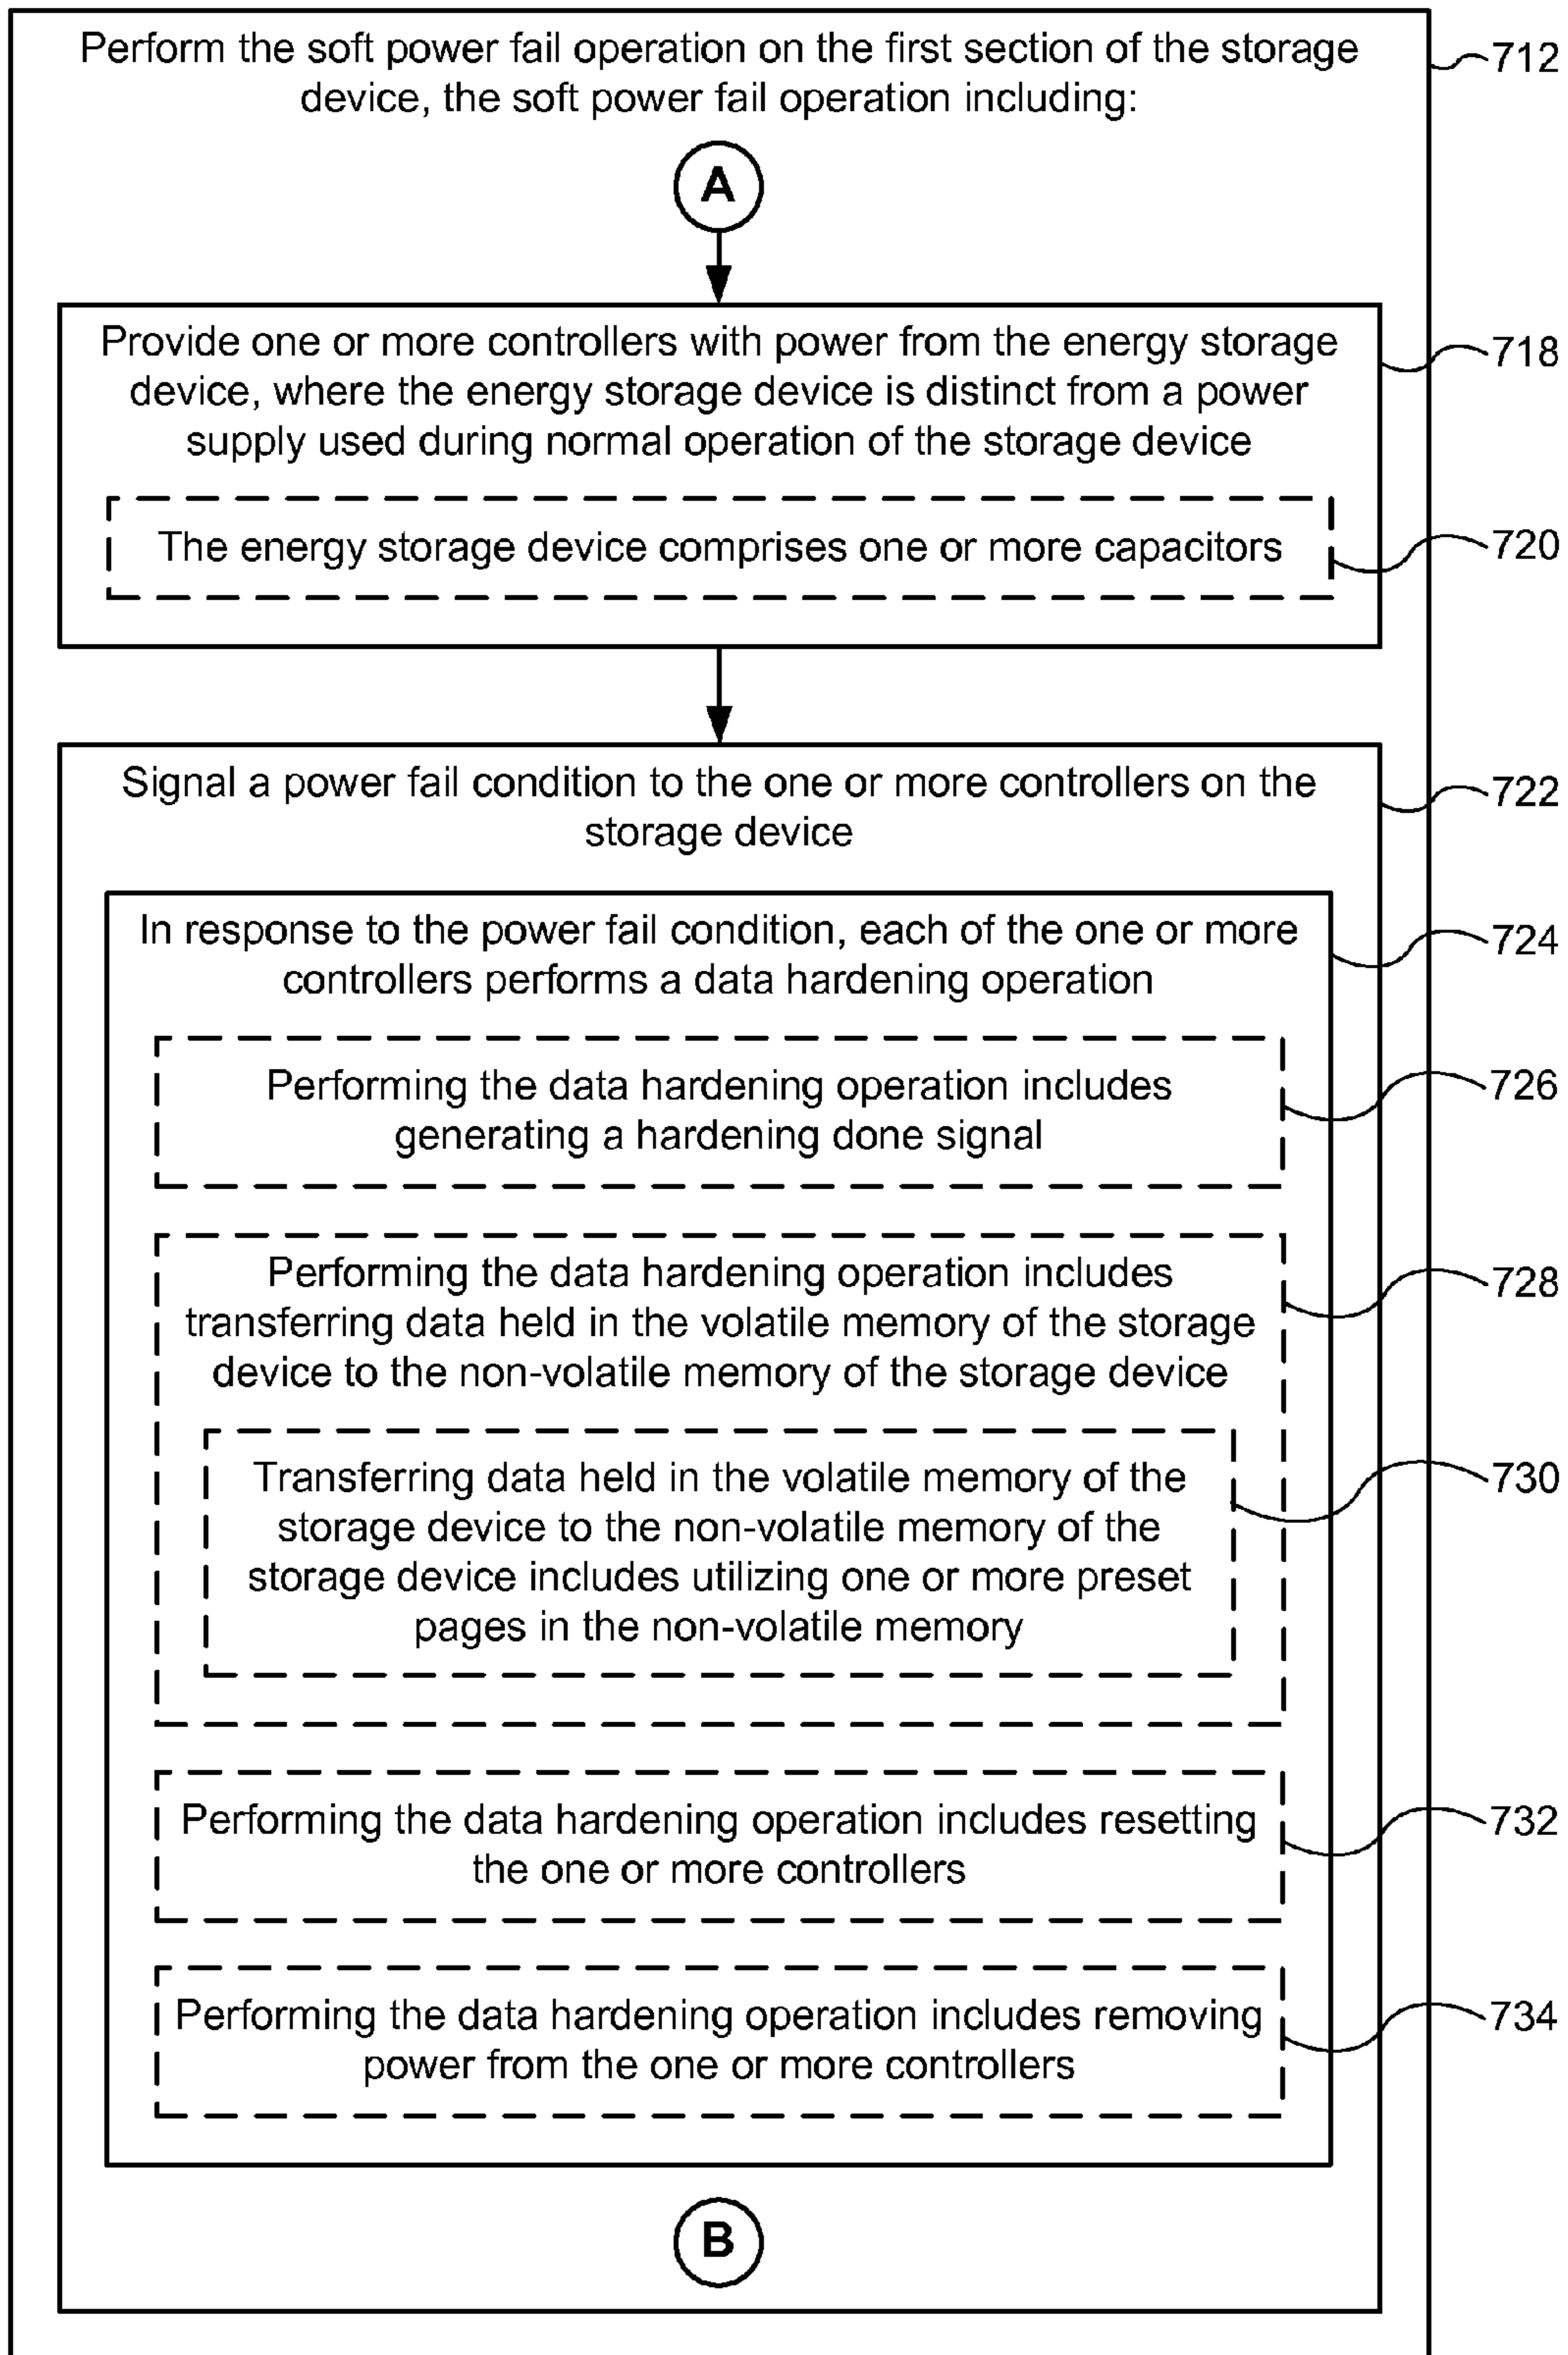 Perform the soft power fail operation on the first section of the storage
device, the soft power fail operation including:
712
A
Provide one or more controllers with power from the energy storage
device, where the energy storage device is distinct from a power
supply used during normal operation of the storage device
718
The energy storage device comprises one or more capacitors
720
Signal a power fail condition to the one or more controllers on the
storage device
722
In response to the power fail condition, each of the one or more
controllers performs a data hardening operation
724
Performing the data hardening operation includes
generating a hardening done signal
726
Performing the data hardening operation includes
transferring data held in the volatile memory of the storage
device to the non-volatile memory of the storage device
728
Transferring data held in the volatile memory of the
storage device to the non-volatile memory of the
storage device includes utilizing one or more preset
pages in the non-volatile memory
730
Performing the data hardening operation includes resetting
the one or more controllers
732
Performing the data hardening operation includes removing
power from the one or more controllers
734
B